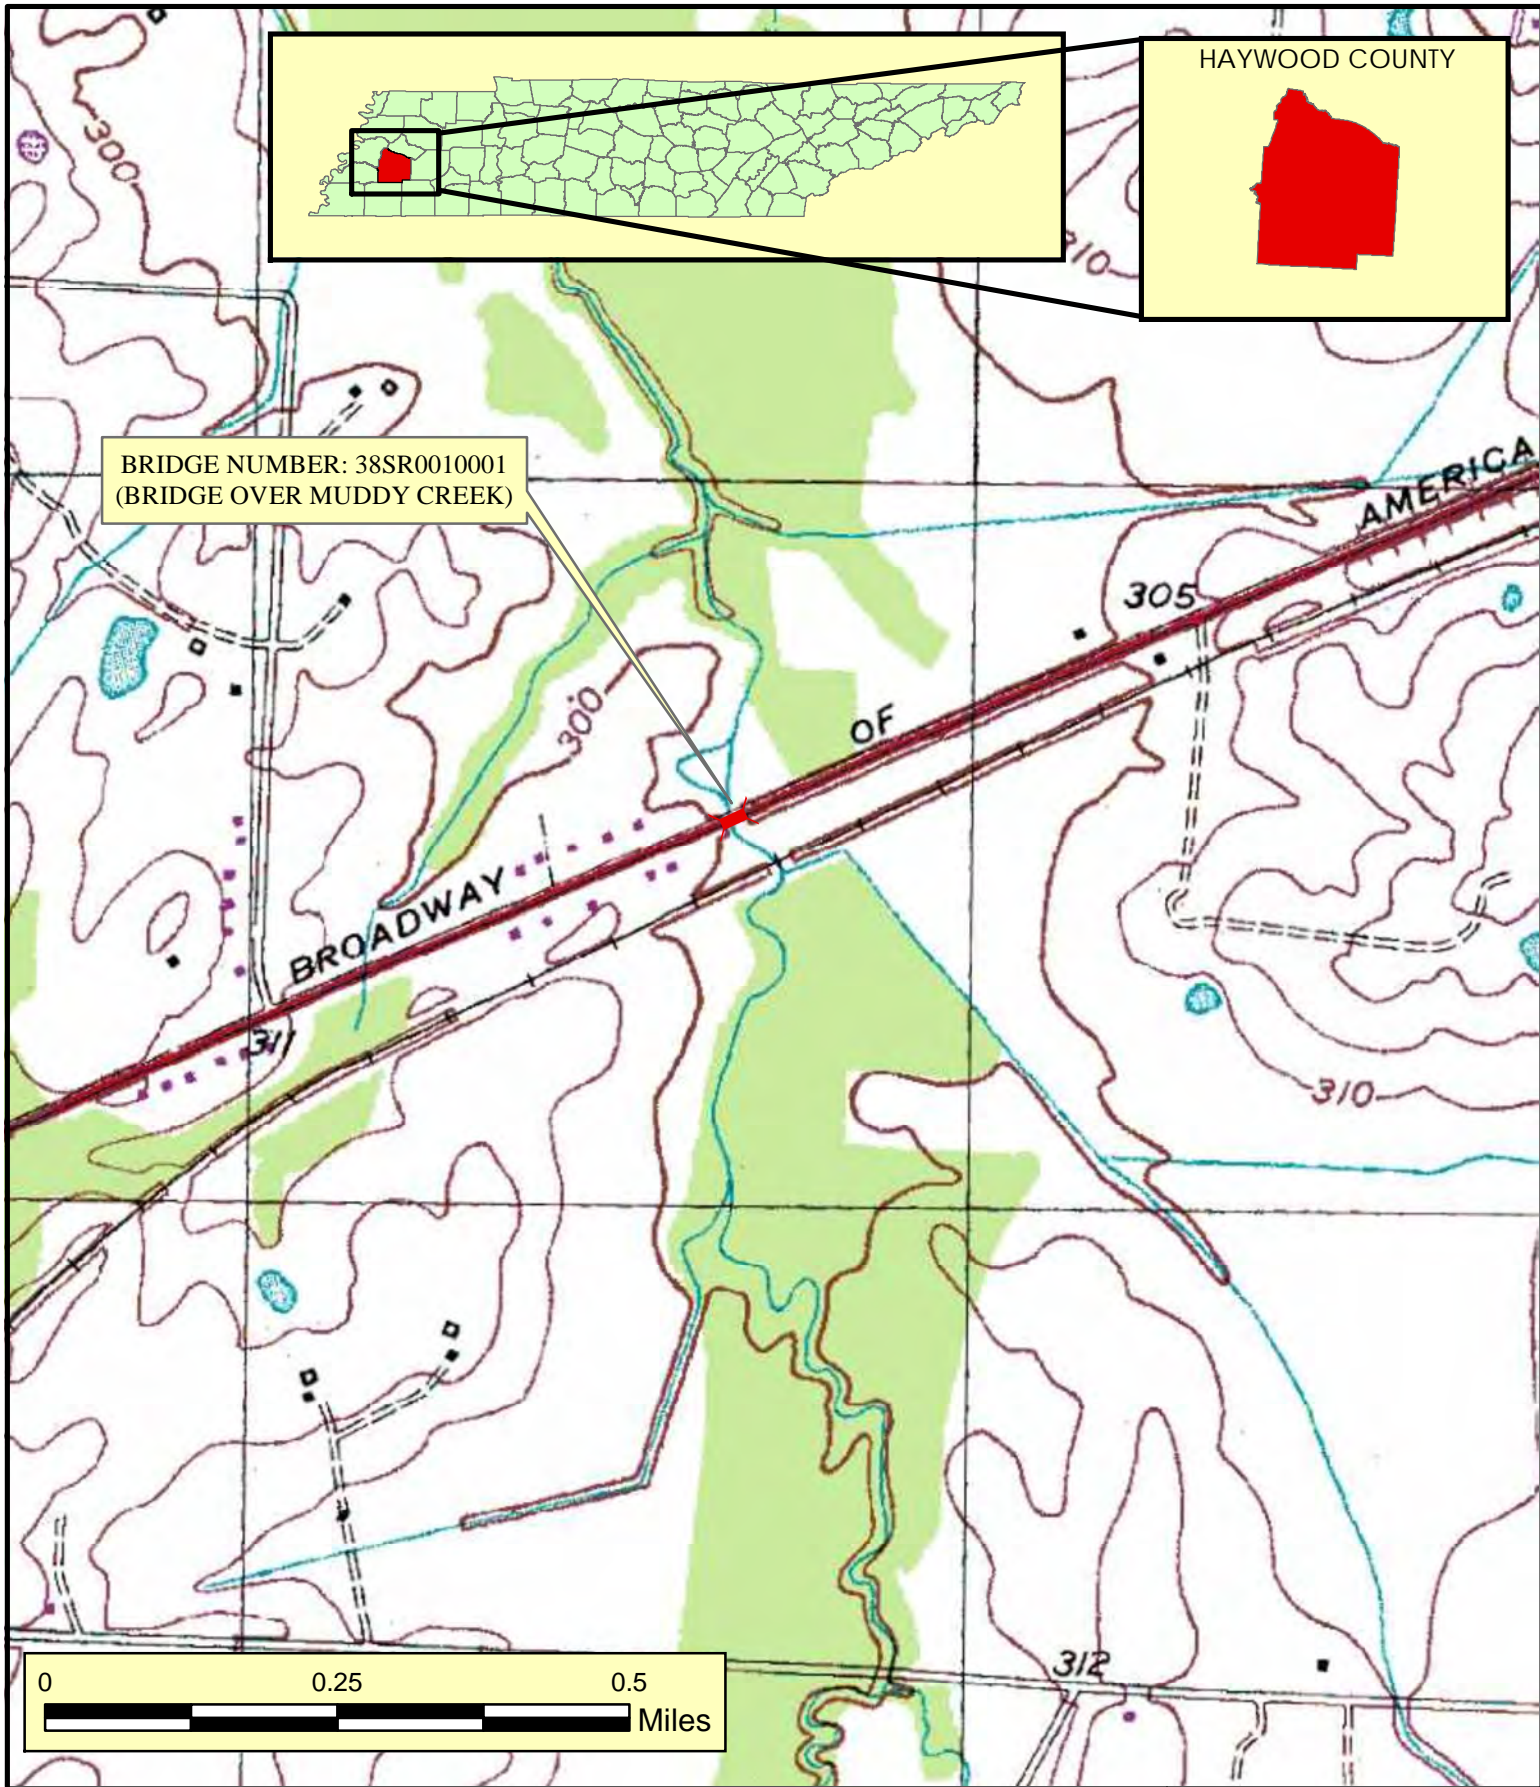 HAYWOOD COUNTY
300
310
BRIDGE NUMBER: 38SR0010001
(BRIDGE OVER MUDDY CREEK)
AMERICA
305
300
OF
BROADWAY
311
310
312
0 0.25 0.5
Miles